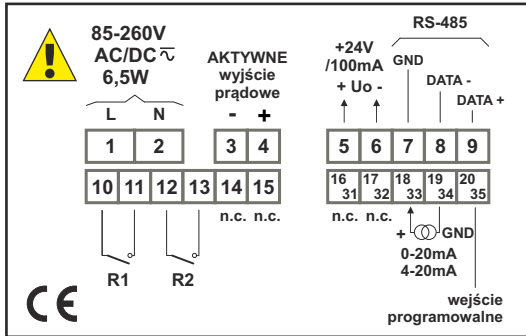 85-260V
AC/DC
6,5W
L N
AKTYWNE
wyjście
prądowe
- +
+24V
/100mA
+ Uo -
RS-485
GND
DATA -
DATA +
1 2 3 4 5 6 7 8 9
10 11 12 13 14 15 16 31 17 32 18 33 19 34 20 35
n.c. n.c. n.c. n.c.
R1 R2
+ GND
0-20mA
4-20mA
wejście
programowalne
CE